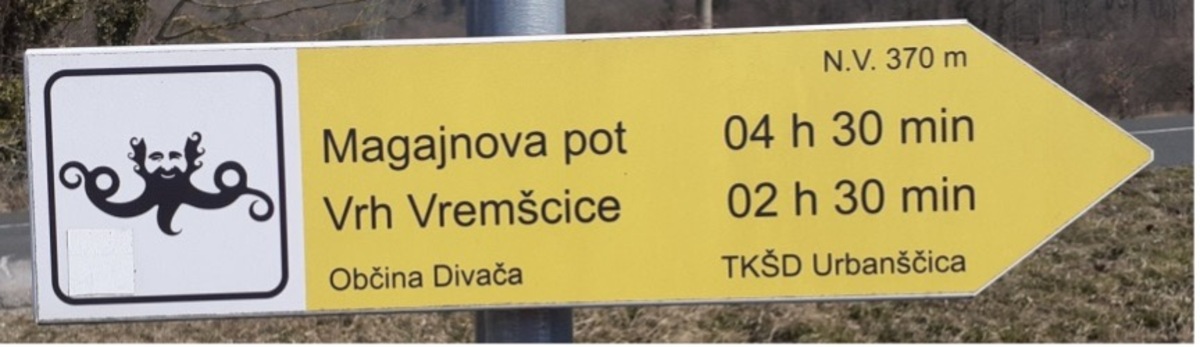 N.V. 370 m
Magajnova pot 04 h 30 min
Vrh Vremšcice 02 h 30 min
Občina Divača TKŠD Urbanščica